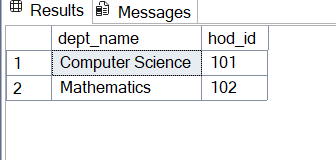 Results Messages
dept_name hod_id
1 Computer Science 101
2 Mathematics 102